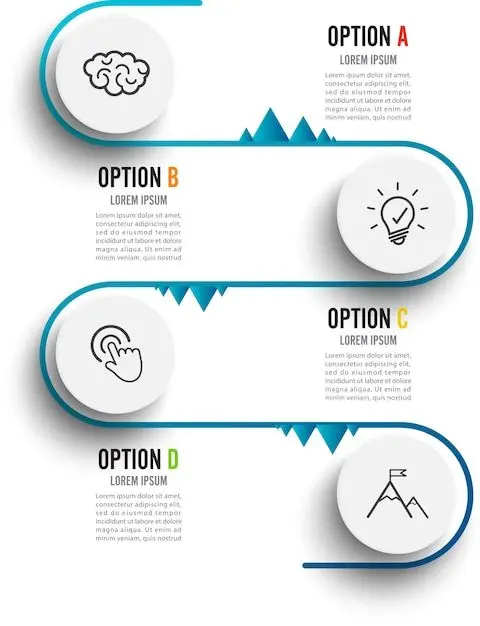 OPTION A
LOREM IPSUM
Lorem ipsum dolor sit amet,
consectetur adipiscing elit,
sed do eiusmod tempor
incididunt ut labore et dolore
magna aliqua. Ut enim ad
minim veniam, quis nostrud
OPTION B
LOREM IPSUM
Lorem ipsum dolor sit amet,
consectetur adipiscing elit,
sed do eiusmod tempor
incididunt ut labore et dolore
magna aliqua. Ut enim ad
minim veniam, quis nostrud
OPTION C
LOREM IPSUM
Lorem ipsum dolor sit amet,
consectetur adipiscing elit,
sed do eiusmod tempor
incididunt ut labore et dolore
magna aliqua. Ut enim ad
minim veniam, quis nostrud
OPTION D
LOREM IPSUM
Lorem ipsum dolor sit amet,
consectetur adipiscing elit,
sed do eiusmod tempor
incididunt ut labore et dolore
magna aliqua. Ut enim ad
minim veniam, quis nostrud